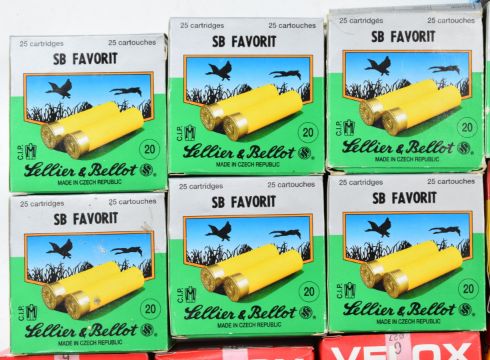 25 cartridges 25 cartouches
SB FAVORIT
C.I.P.
20
Sellier & Bellot
MADE IN CZECH REPUBLIC
25 cartridges 25 cartouches
SB FAVORIT
C.I.P.
20
Sellier & Bellot
MADE IN CZECH REPUBLIC
25 cartridges 25 cartouches
SB FAVORIT
C.I.P.
20
Sellier & Bellot
MADE IN CZECH REPUBLIC
25 cartridges 25 cartouches
SB FAVORIT
C.I.P.
20
Sellier & Bellot
MADE IN CZECH REPUBLIC
25 cartridges 25 cartouches
SB FAVORIT
C.I.P.
20
Sellier & Bellot
MADE IN CZECH REPUBLIC
25 cartridges 25 cartouches
SB FAVORIT
C.I.P.
20
Sellier & Bellot
MADE IN CZECH REPUBLIC
VELOX